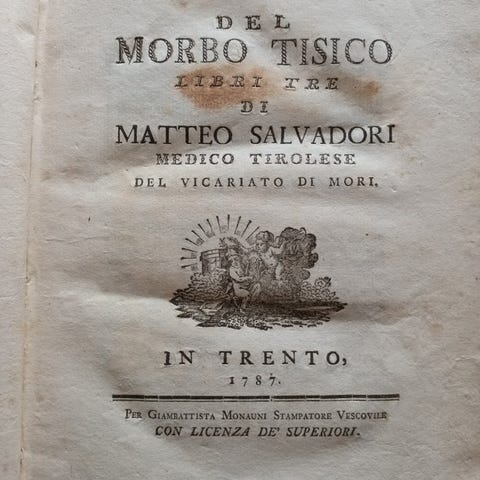 DEL
MORBO TISICO
LIBRI TRE
DI
MATTEO SALVADORI
MEDICO TIROLESE
DEL VICARIATO DI MORI.
IN TRENTO,
1787.
PER GIAMBATTISTA MONAUNI STAMPATORE VESCOVILE
CON LICENZA DE' SUPERIORI.